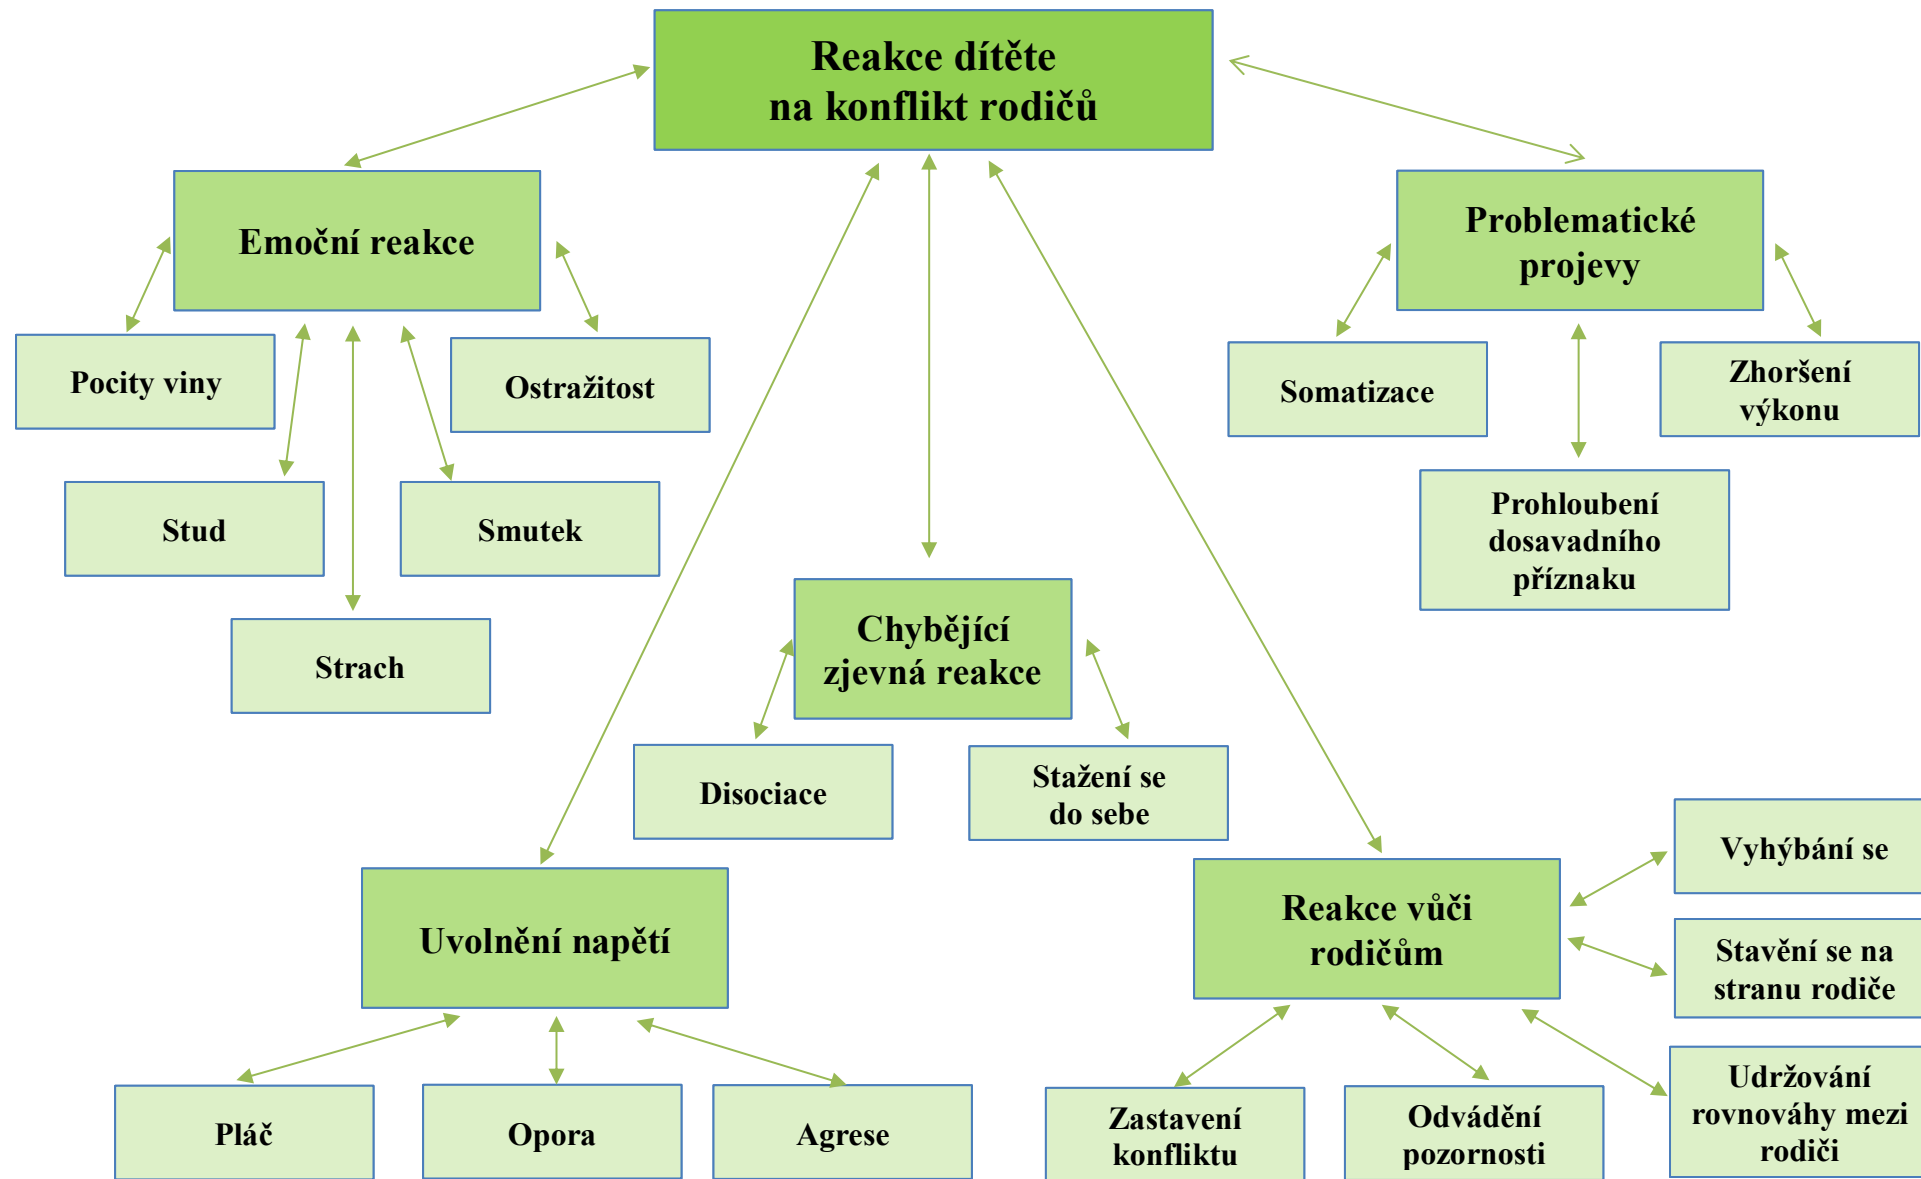 Reakce dítěte
na konflikt rodičů
Emoční reakce
Problematické
projevy
Pocity viny
Ostražitost
Somatizace
Zhoršení
výkonu
Stud
Smutek
Prohloubení
dosavadního
příznaku
Strach
Chybějící
zjevná reakce
Disociace
Stažení se
do sebe
Vyhýbání se
Uvolnění napětí
Reakce vůči
rodičům
Stavění se na
stranu rodiče
Pláč
Opora
Agrese
Zastavení
konfliktu
Odvádění
pozornosti
Udržování
rovnováhy mezi
rodiči